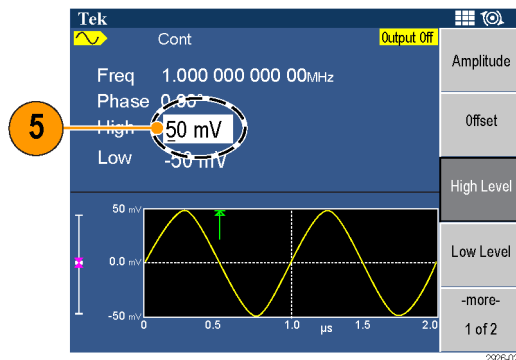 Tek
Cont
Output Off
Freq 1.000 000 000 00MHz
Phase
High 50 mV
Low -50 mV
5
50 mV
0.0 mV
-50 mV
0 0.5 1.0 µs 1.5 2.0
Amplitude
Offset
High Level
Low Level
-more-
1 of 2